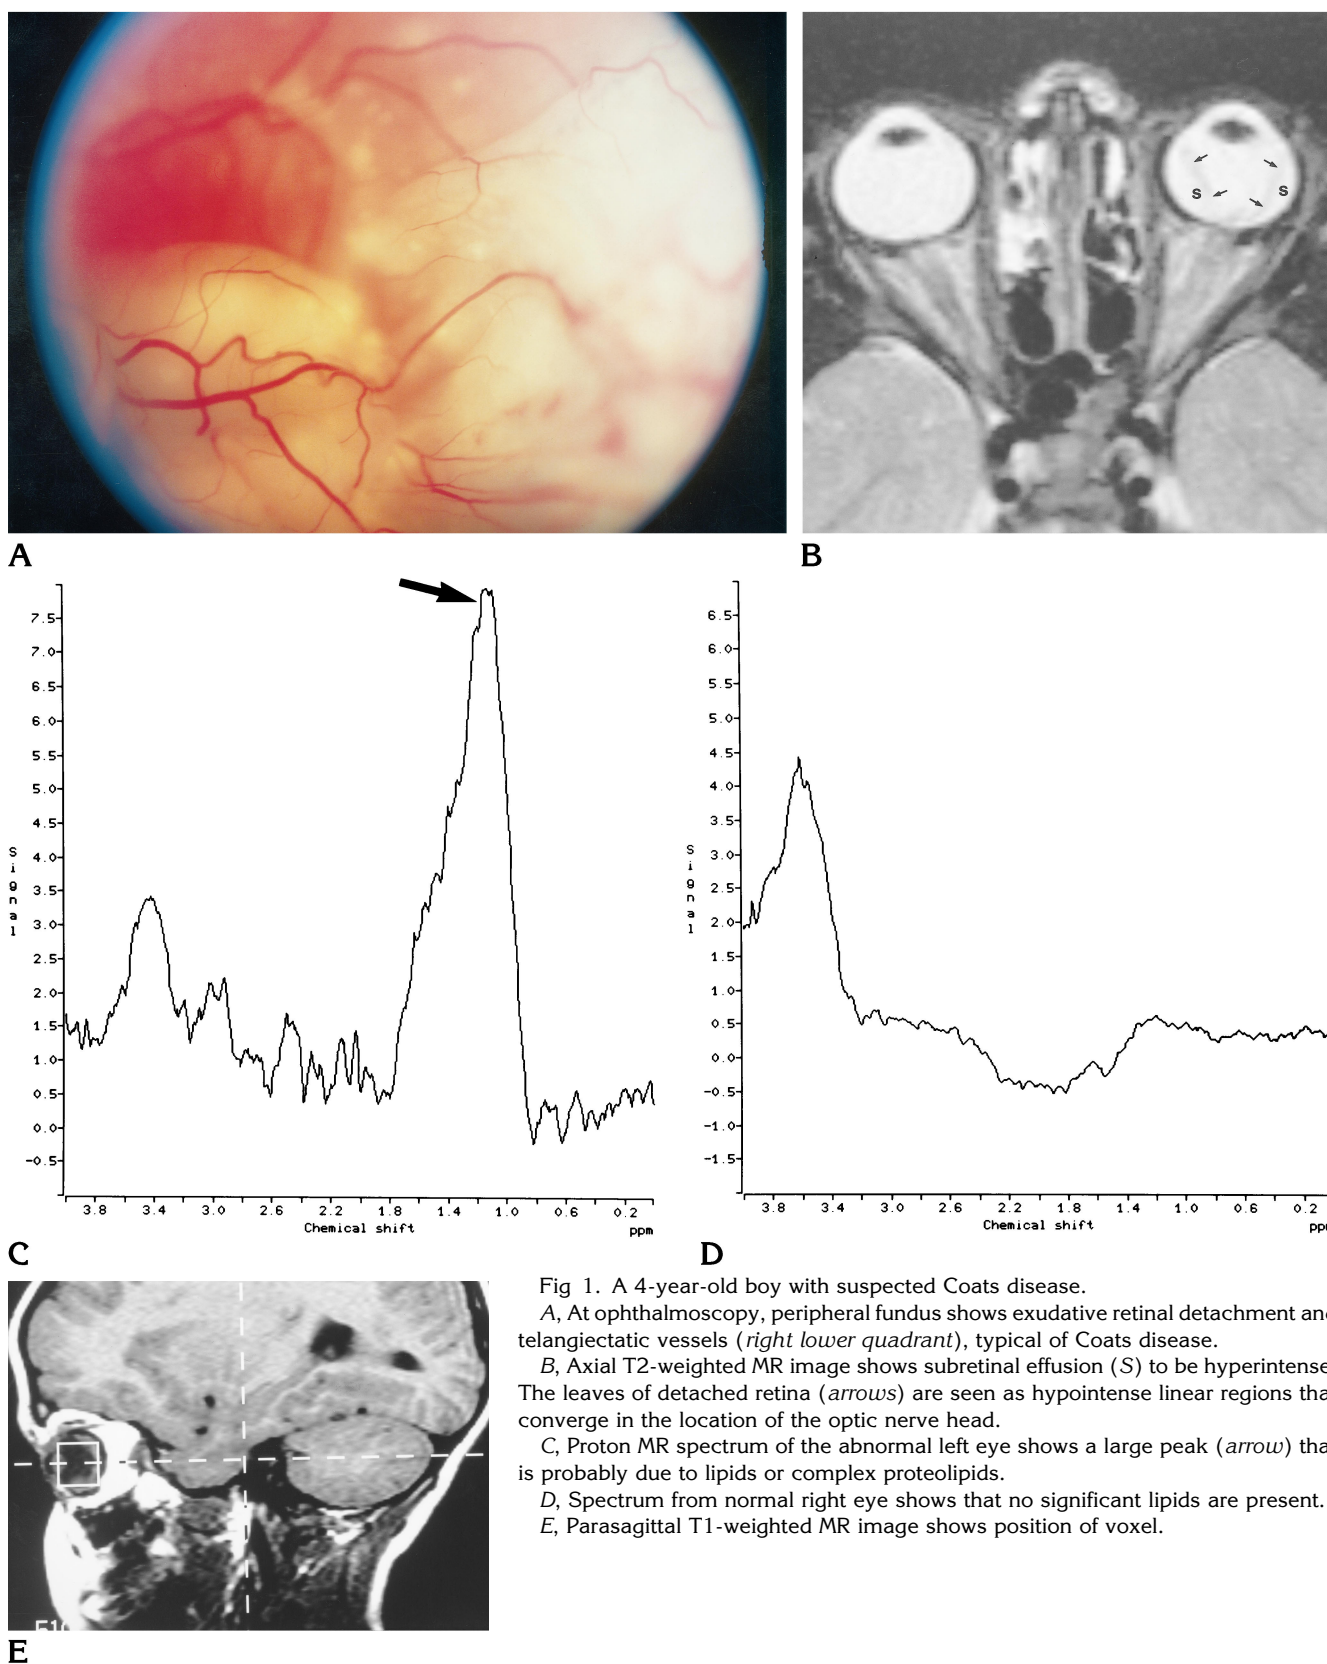 S
S
A
B
7.5
7.0
6.5
6.0
5.5
5.0
4.5
4.0
3.5
3.0
2.5
2.0
1.5
1.0
0.5
0.0
-0.5
Signal
3.8 3.4 3.0 2.6 2.2 1.8 1.4 1.0 0.6 0.2
Chemical shift ppm
C
6.5
6.0
5.5
5.0
4.5
4.0
3.5
3.0
2.5
2.0
1.5
1.0
0.5
0.0
-0.5
-1.0
-1.5
Signal
3.8 3.4 3.0 2.6 2.2 1.8 1.4 1.0 0.6 0.2
Chemical shift pp
D
Fig 1. A 4-year-old boy with suspected Coats disease.
A, At ophthalmoscopy, peripheral fundus shows exudative retinal detachment and
telangiectatic vessels (right lower quadrant), typical of Coats disease.
B, Axial T2-weighted MR image shows subretinal effusion (S) to be hyperintense
The leaves of detached retina (arrows) are seen as hypointense linear regions tha
converge in the location of the optic nerve head.
C, Proton MR spectrum of the abnormal left eye shows a large peak (arrow) tha
is probably due to lipids or complex proteolipids.
D, Spectrum from normal right eye shows that no significant lipids are present.
E, Parasagittal T1-weighted MR image shows position of voxel.
E